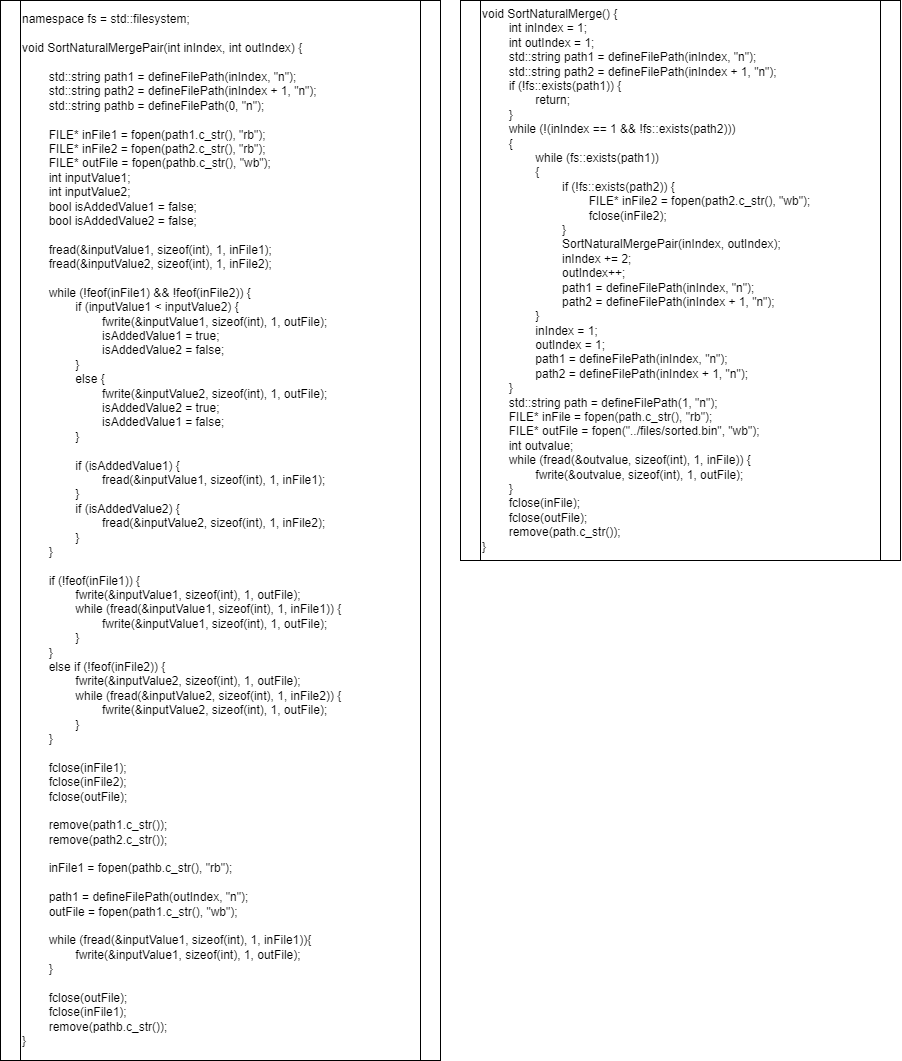 namespace fs = std::filesystem;
void SortNaturalMergePair(int inIndex, int outIndex) {
std::string path1 = defineFilePath(inIndex, "n");
std::string path2 = defineFilePath(inIndex + 1, "n");
std::string pathb = defineFilePath(0, "n");
FILE* inFile1 = fopen(path1.c_str(), "rb");
FILE* inFile2 = fopen(path2.c_str(), "rb");
FILE* outFile = fopen(pathb.c_str(), "wb");
int inputValue1;
int inputValue2;
bool isAddedValue1 = false;
bool isAddedValue2 = false;
fread(&inputValue1, sizeof(int), 1, inFile1);
fread(&inputValue2, sizeof(int), 1, inFile2);
while (!feof(inFile1) && !feof(inFile2)) {
if (inputValue1 < inputValue2) {
fwrite(&inputValue1, sizeof(int), 1, outFile);
isAddedValue1 = true;
isAddedValue2 = false;
}
else {
fwrite(&inputValue2, sizeof(int), 1, outFile);
isAddedValue2 = true;
isAddedValue1 = false;
}
if (isAddedValue1) {
fread(&inputValue1, sizeof(int), 1, inFile1);
}
if (isAddedValue2) {
fread(&inputValue2, sizeof(int), 1, inFile2);
}
}
if (!feof(inFile1)) {
fwrite(&inputValue1, sizeof(int), 1, outFile);
while (fread(&inputValue1, sizeof(int), 1, inFile1)) {
fwrite(&inputValue1, sizeof(int), 1, outFile);
}
}
else if (!feof(inFile2)) {
fwrite(&inputValue2, sizeof(int), 1, outFile);
while (fread(&inputValue2, sizeof(int), 1, inFile2)) {
fwrite(&inputValue2, sizeof(int), 1, outFile);
}
}
fclose(inFile1);
fclose(inFile2);
fclose(outFile);
remove(path1.c_str());
remove(path2.c_str());
inFile1 = fopen(pathb.c_str(), "rb");
path1 = defineFilePath(outIndex, "n");
outFile = fopen(path1.c_str(), "wb");
while (fread(&inputValue1, sizeof(int), 1, inFile1)){
fwrite(&inputValue1, sizeof(int), 1, outFile);
}
fclose(outFile);
fclose(inFile1);
remove(pathb.c_str());
}
void SortNaturalMerge() {
int inIndex = 1;
int outIndex = 1;
std::string path1 = defineFilePath(inIndex, "n");
std::string path2 = defineFilePath(inIndex + 1, "n");
if (!fs::exists(path1)) {
return;
}
while (!(inIndex == 1 && !fs::exists(path2)))
{
while (fs::exists(path1))
{
if (!fs::exists(path2)) {
FILE* inFile2 = fopen(path2.c_str(), "wb");
fclose(inFile2);
}
SortNaturalMergePair(inIndex, outIndex);
inIndex += 2;
outIndex++;
path1 = defineFilePath(inIndex, "n");
path2 = defineFilePath(inIndex + 1, "n");
}
inIndex = 1;
outIndex = 1;
path1 = defineFilePath(inIndex, "n");
path2 = defineFilePath(inIndex + 1, "n");
}
std::string path = defineFilePath(1, "n");
FILE* inFile = fopen(path.c_str(), "rb");
FILE* outFile = fopen("../files/sorted.bin", "wb");
int outvalue;
while (fread(&outvalue, sizeof(int), 1, inFile)) {
fwrite(&outvalue, sizeof(int), 1, outFile);
}
fclose(inFile);
fclose(outFile);
remove(path.c_str());
}